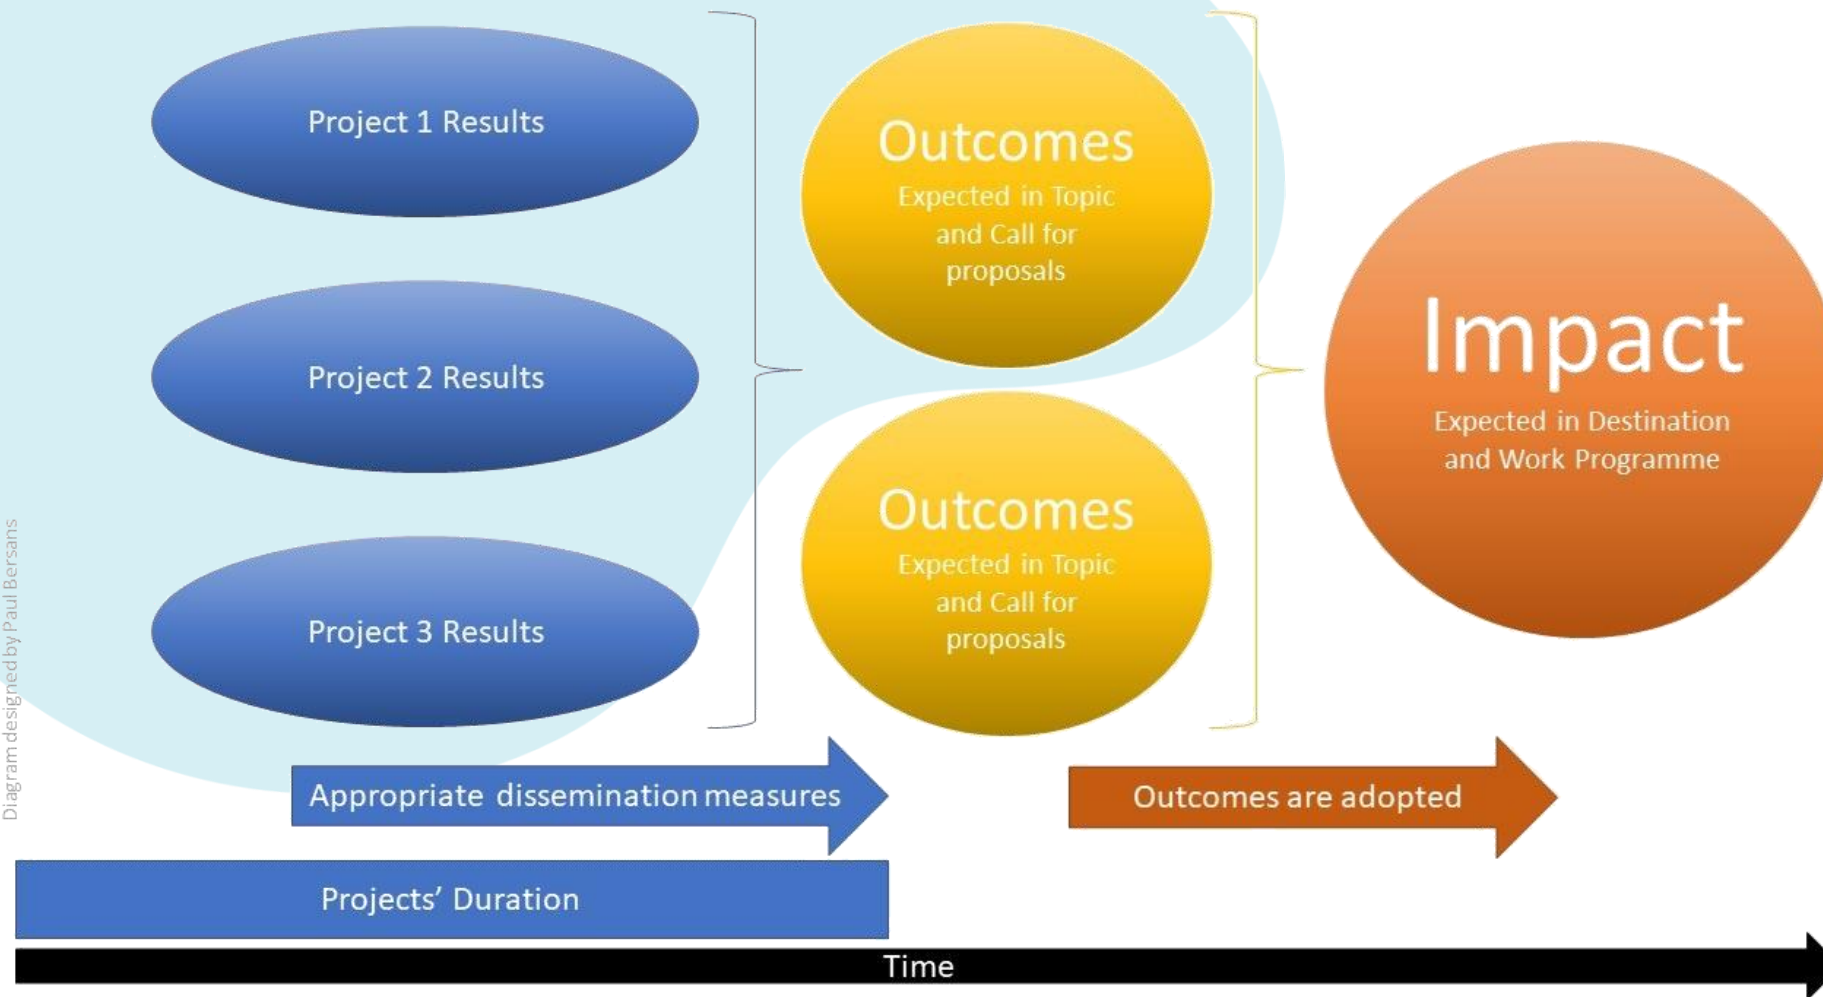 Project 1 Results
Project 2 Results
Project 3 Results
Outcomes
Expected in Topic
and Call for
proposals
Outcomes
Expected in Topic
and Call for
proposals
Impact
Expected in Destination
and Work Programme
Appropriate dissemination measures
Outcomes are adopted
Projects’ Duration
Time
Diagram designed by Paul Bersans